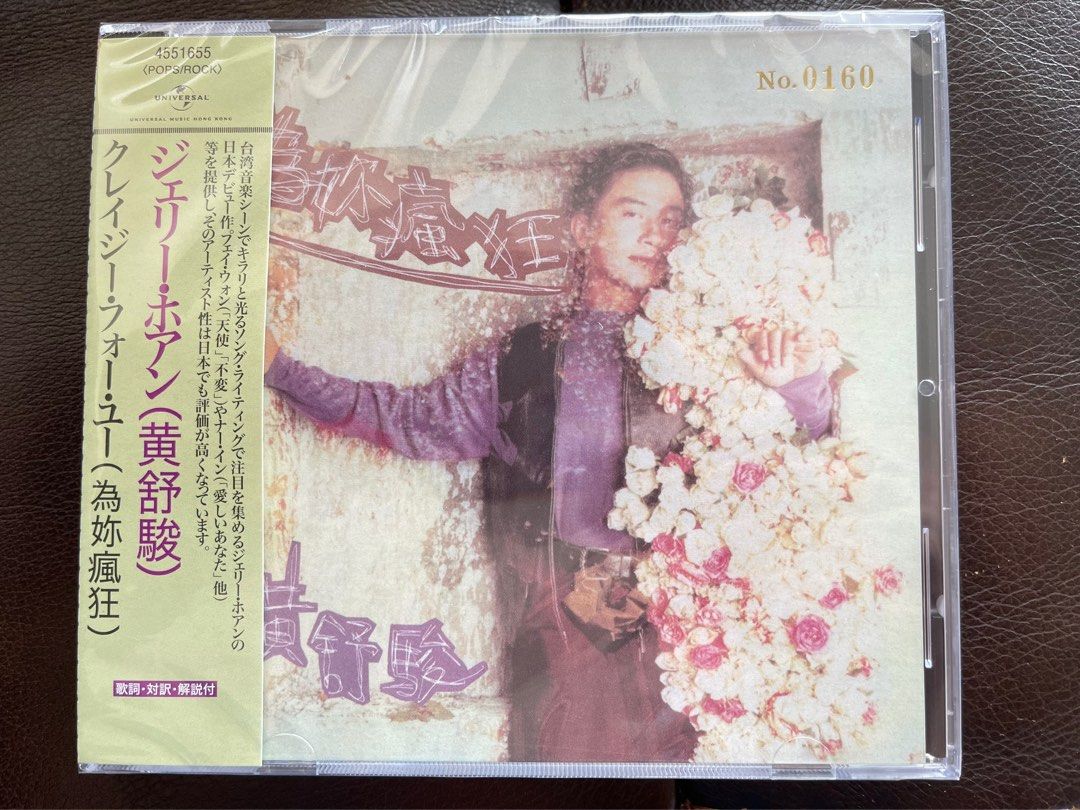 4551655
〈POPS/ROCK〉
UNIVERSAL
UNIVERSAL MUSIC HONG KONG
台湾音楽シーンでキラリと光るソング・ライティングで注目を集めるジェリー・ホアンの
日本デビュー作。フェイ・ウォン(「天使」「不変」)やナー・イン(「愛しいあなた」他)
等を提供し、そのアーティスト性は日本でも評価が高くなっています。
ジェリー・ホアン(黄舒駿)
クレイジー・フォー・ユー(為妳瘋狂)
歌詞・対訳・解説付
No. 0160
為妳瘋狂
黃舒駿